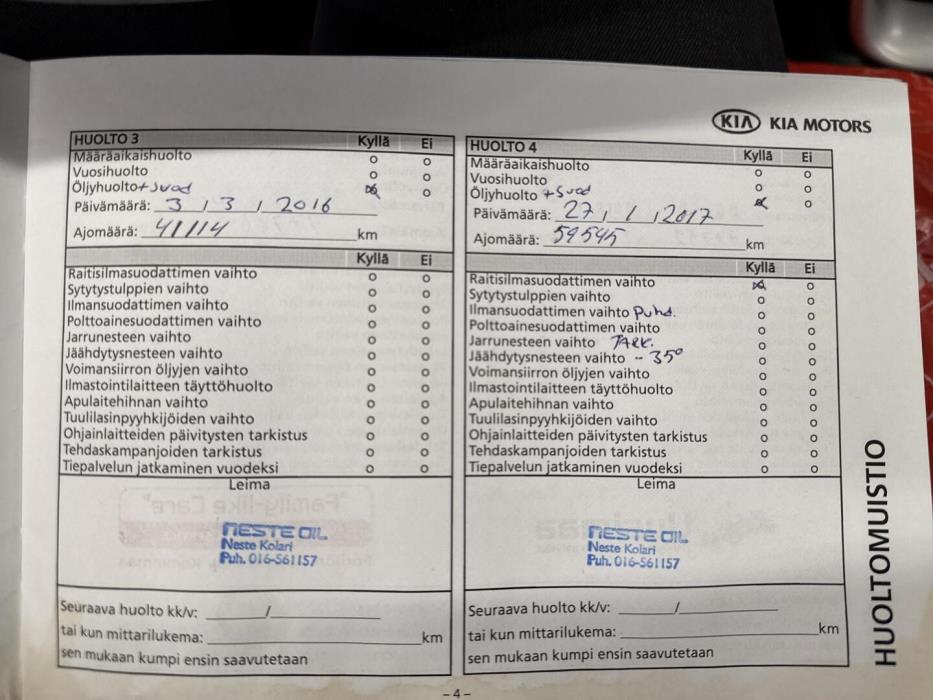 KIA KIA MOTORS
HUOLTO 3 Kyllä Ei
Määräaikaishuolto o o
Vuosihuolto o o
Öljyhuolto + suod o
Päivämäärä: 3 / 3 / 2016
Ajomäärä: 41114 km
Kyllä Ei
Raitisilmasuodattimen vaihto o o
Sytytystulppien vaihto o o
Ilmansuodattimen vaihto o o
Polttoainesuodattimen vaihto o o
Jarrunesteen vaihto o o
Jäähdytysnesteen vaihto o o
Voimansiirron öljyjen vaihto o o
Ilmastointilaitteen täyttöhuolto o o
Apulaitehihnan vaihto o o
Tuulilasinpyyhkijöiden vaihto o o
Ohjainlaitteiden päivitysten tarkistus o o
Tehdaskampanjoiden tarkistus o o
Tiepalvelun jatkaminen vuodeksi o o
Leima
NESTE OIL
Neste Kolari
Puh. 016-561157
Seuraava huolto kk/v: /
tai kun mittarilukema: km
sen mukaan kumpi ensin saavutetaan
HUOLTO 4 Kyllä Ei
Määräaikaishuolto o o
Vuosihuolto o o
Öljyhuolto + suod o
Päivämäärä: 27 / 1 / 2017
Ajomäärä: 59545 km
Kyllä Ei
Raitisilmasuodattimen vaihto o
Sytytystulppien vaihto o o
Ilmansuodattimen vaihto Puhd. o o
Polttoainesuodattimen vaihto o o
Jarrunesteen vaihto TARK. o o
Jäähdytysnesteen vaihto - 35° o o
Voimansiirron öljyjen vaihto o o
Ilmastointilaitteen täyttöhuolto o o
Apulaitehihnan vaihto o o
Tuulilasinpyyhkijöiden vaihto o o
Ohjainlaitteiden päivitysten tarkistus o o
Tehdaskampanjoiden tarkistus o o
Tiepalvelun jatkaminen vuodeksi o o
Leima
NESTE OIL
Neste Kolari
Puh. 016-561157
Seuraava huolto kk/v: /
tai kun mittarilukema: km
sen mukaan kumpi ensin saavutetaan
HUOLTOMUISTIO
- 4 -